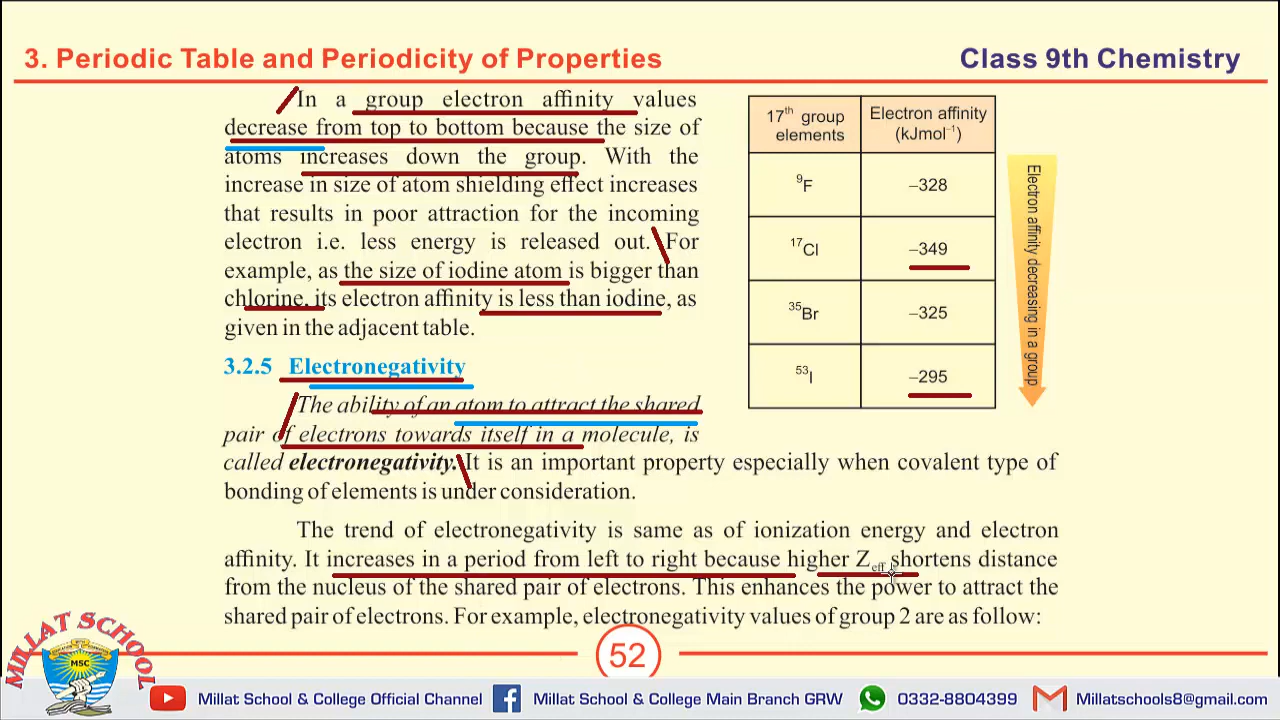 3. Periodic Table and Periodicity of Properties
Class 9th Chemistry
In a group electron affinity values
decrease from top to bottom because the size of
atoms increases down the group. With the
increase in size of atom shielding effect increases
that results in poor attraction for the incoming
electron i.e. less energy is released out. For
example, as the size of iodine atom is bigger than
chlorine, its electron affinity is less than iodine, as
given in the adjacent table.
17th group
elements
Electron affinity
(kJmol⁻¹)
⁹F
–328
¹⁷Cl
–349
³⁵Br
–325
⁵³I
–295
Electron affinity decreasing in a group
3.2.5 Electronegativity
The ability of an atom to attract the shared
pair of electrons towards itself in a molecule, is
called electronegativity. It is an important property especially when covalent type of
bonding of elements is under consideration.
The trend of electronegativity is same as of ionization energy and electron
affinity. It increases in a period from left to right because higher Zeff shortens distance
from the nucleus of the shared pair of electrons. This enhances the power to attract the
shared pair of electrons. For example, electronegativity values of group 2 are as follow:
52
MILLAT SCHOOL
MSC
Millat School & College Official Channel
Millat School & College Main Branch GRW
0332-8804399
Millatschools8@gmail.com